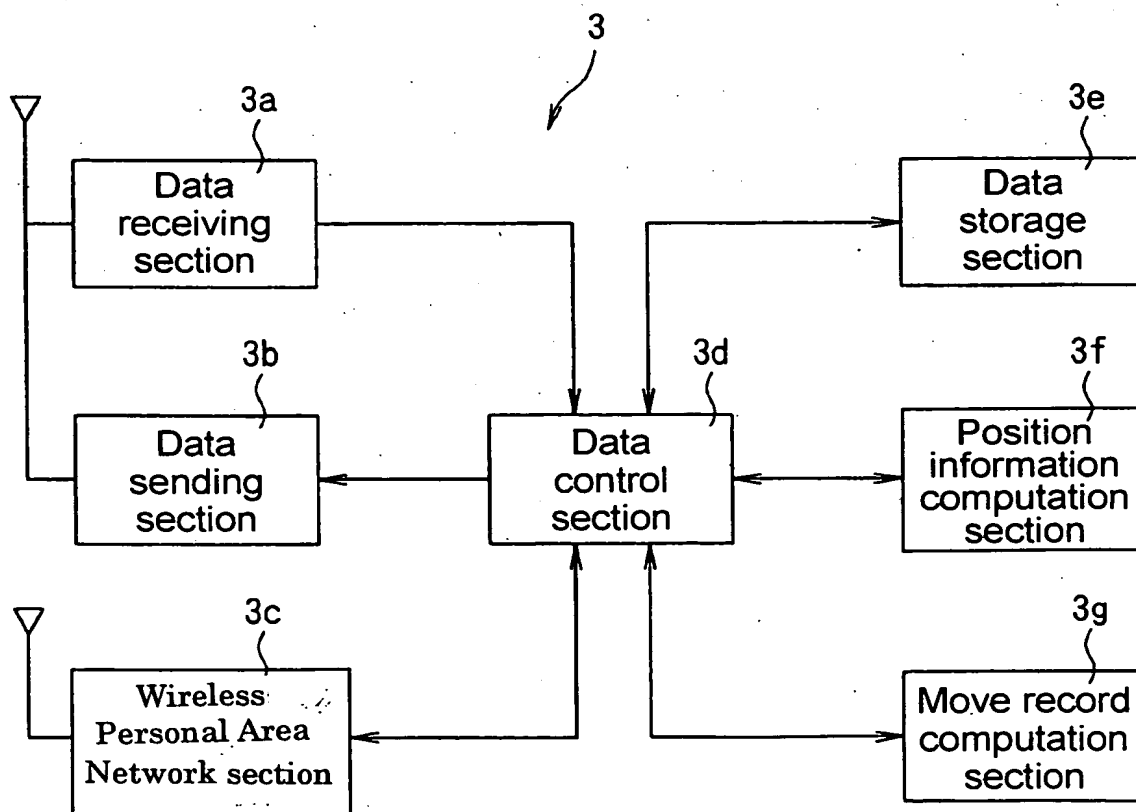 3
3a
Data
receiving
section
3e
Data
storage
section
3b
Data
sending
section
3d
Data
control
section
3f
Position
information
computation
section
3c
Wireless
Personal Area
Network section
3g
Move record
computation
section